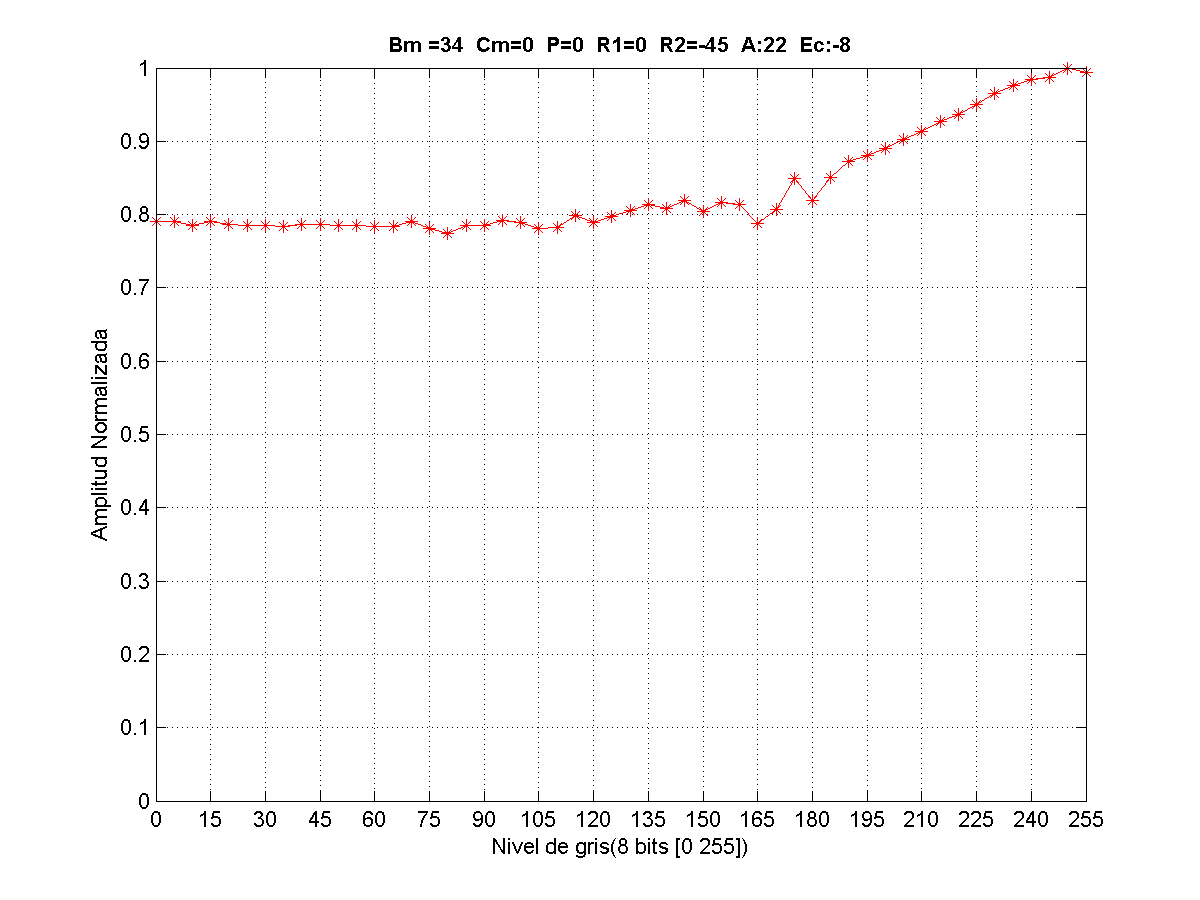 Bm =34 Cm=0 P=0 R1=0 R2=-45 A:22 Ec:-8
1
0.9
0.8
0.7
0.6
0.5
0.4
0.3
0.2
0.1
0
Amplitud Normalizada
0 15 30 45 60 75 90 105 120 135 150 165 180 195 210 225 240 255
Nivel de gris(8 bits [0 255])